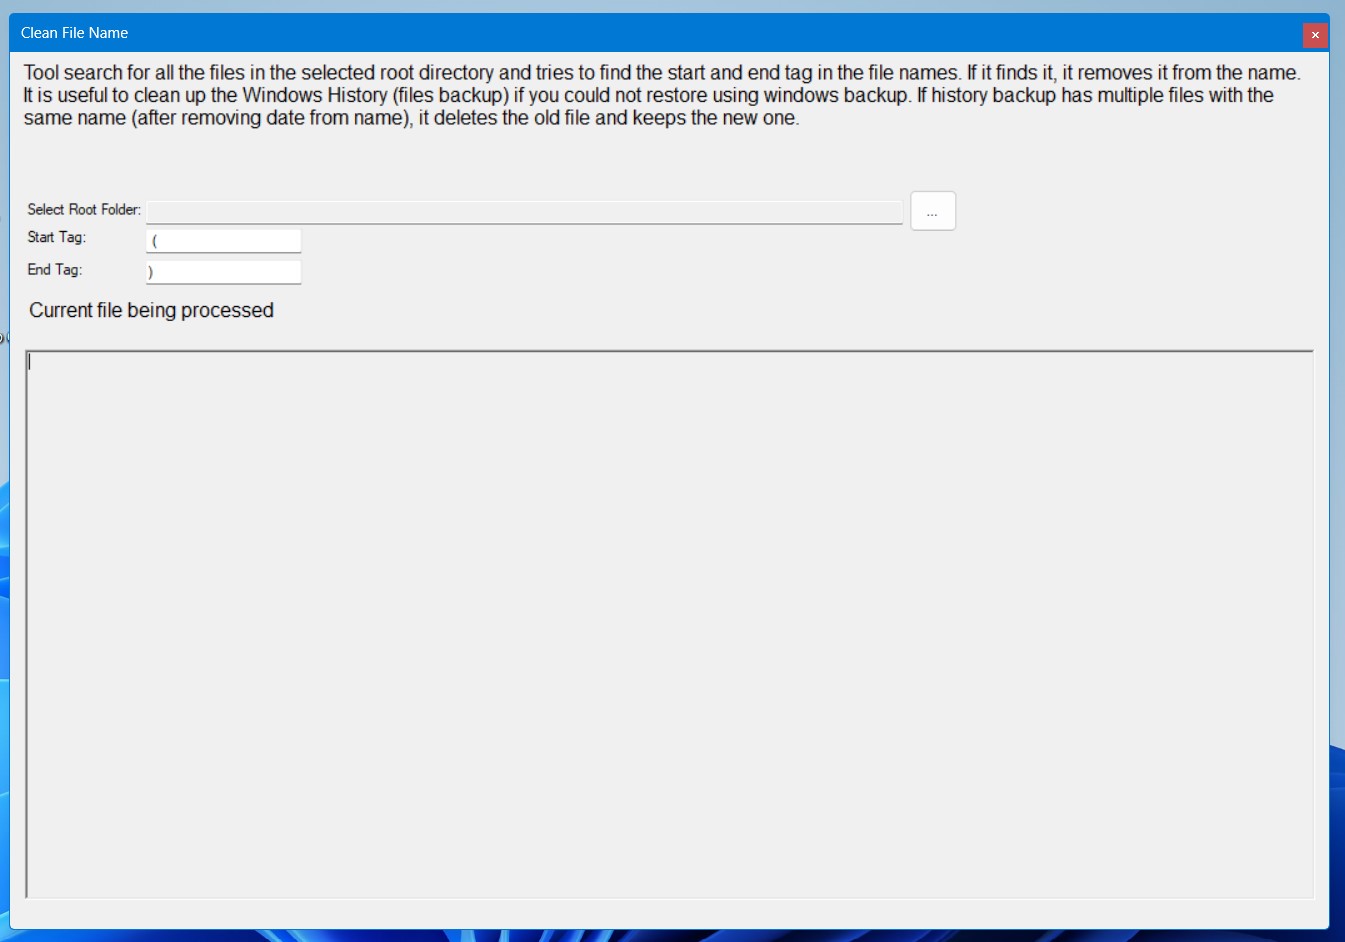 Clean File Name
Tool search for all the files in the selected root directory and tries to find the start and end tag in the file names. If it finds it, it removes it from the name.
It is useful to clean up the Windows History (files backup) if you could not restore using windows backup. If history backup has multiple files with the
same name (after removing date from name), it deletes the old file and keeps the new one.
Select Root Folder:
...
Start Tag:
(
End Tag:
)
Current file being processed